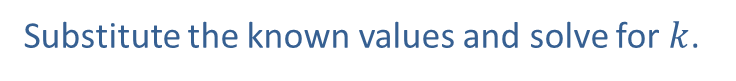 Substitute the known values and solve for k.